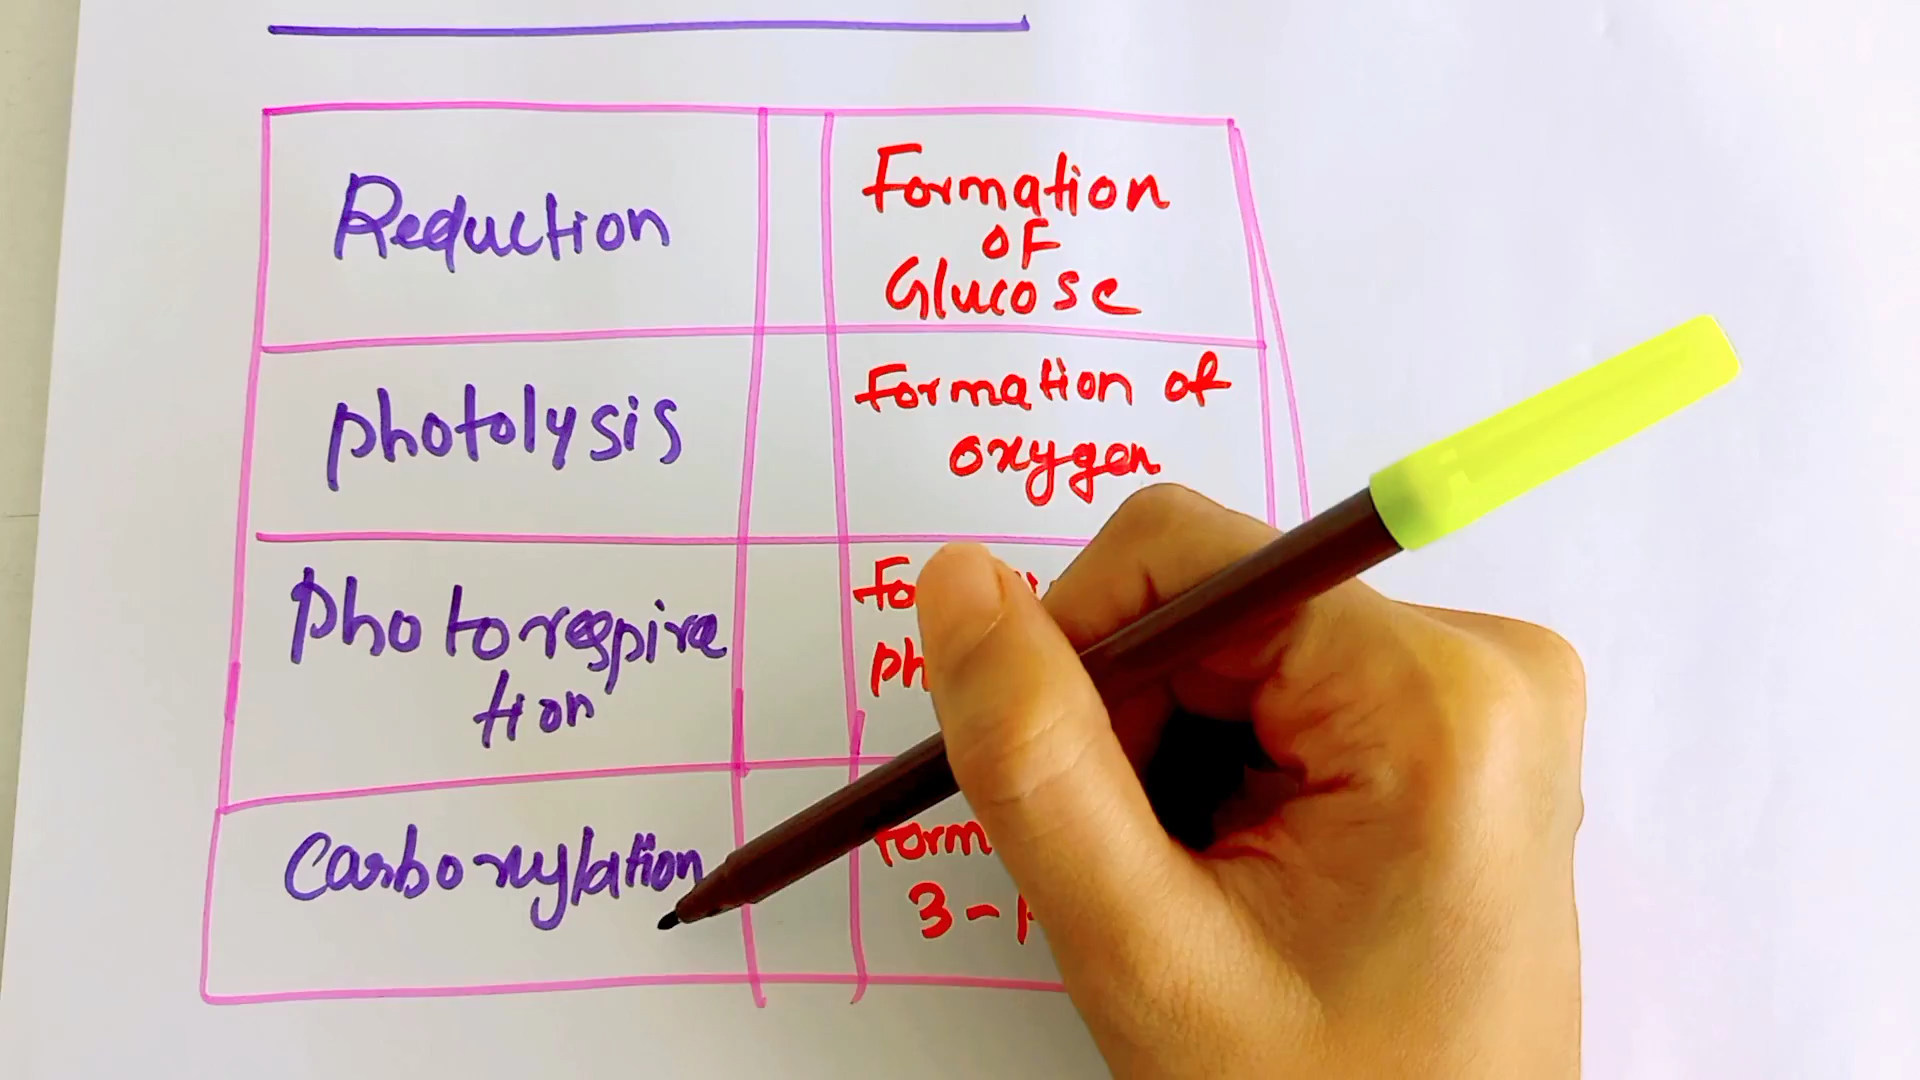 Reduction
Formation
OF
Glucose
photolysis
Formation of
oxygen
photorespira
tion
Carboxylation
3-